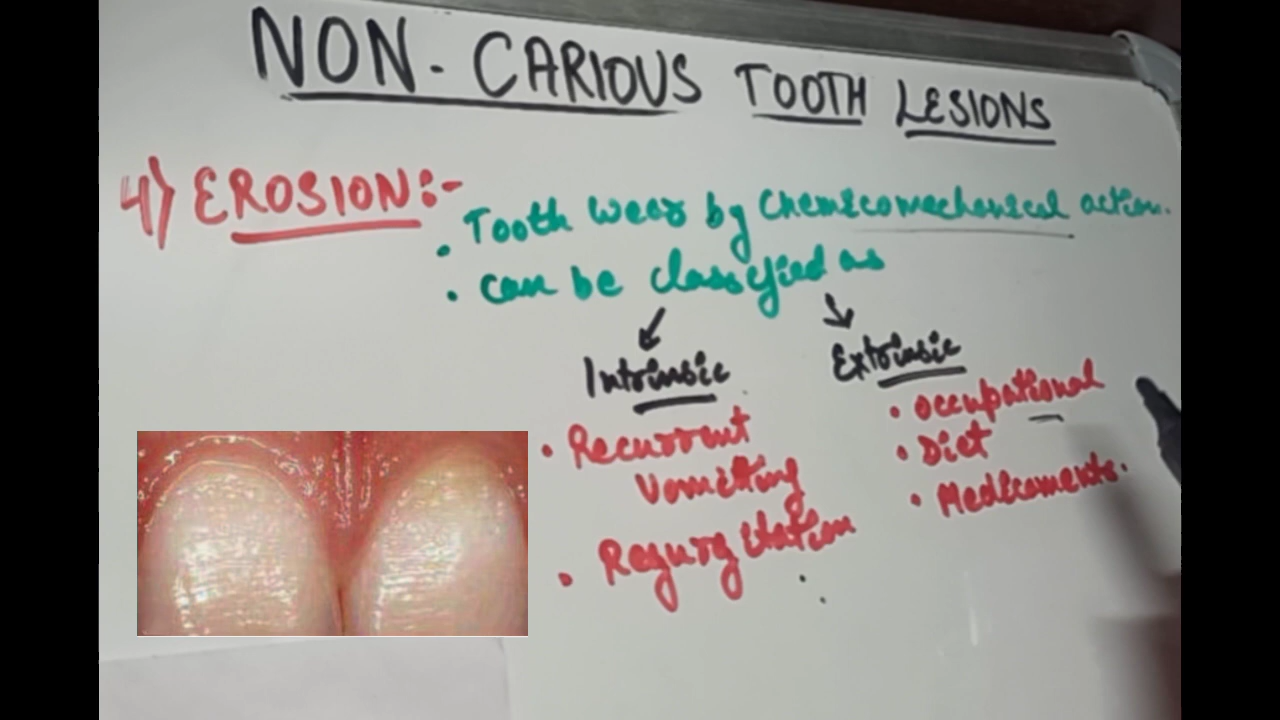 NON-CARIOUS TOOTH LESIONS
4) EROSION:-
• Tooth wear by Chemicomechanical action.
• can be classified as
Intrinsic
• Recurrent
Vomitting
• Regurgitation
Extrinsic
• Occupational
• Diet
• Medicaments.